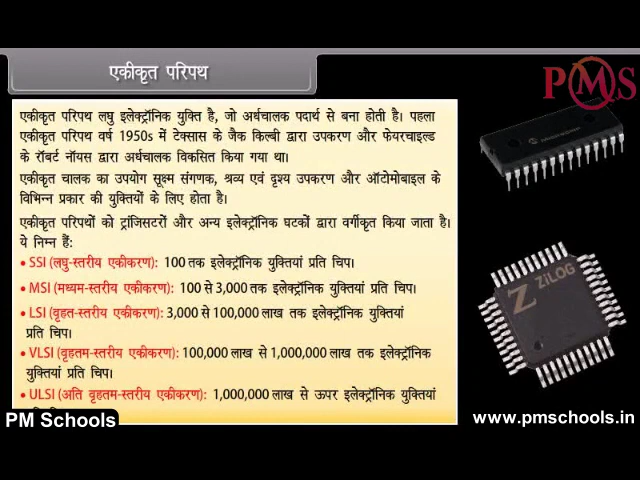 एकीकृत परिपथ
PMS
एकीकृत परिपथ लघु इलेक्ट्रॉनिक युक्ति है, जो अर्धचालक पदार्थ से बना होती है। पहला
एकीकृत परिपथ वर्ष 1950s में टेक्सास के जैक किल्बी द्वारा उपकरण और फेयरचाइल्ड
के रॉबर्ट नॉयस द्वारा अर्धचालक विकसित किया गया था।
एकीकृत चालक का उपयोग सूक्ष्म संगणक, श्रव्य एवं दृश्य उपकरण और ऑटोमोबाइल के
विभिन्न प्रकार की युक्तियों के लिए होता है।
एकीकृत परिपथों को ट्रांजिसटरों और अन्य इलेक्ट्रॉनिक घटकों द्वारा वर्गीकृत किया जाता है।
ये निम्न हैं:
• SSI (लघु-स्तरीय एकीकरण): 100 तक इलेक्ट्रॉनिक युक्तियां प्रति चिप।
• MSI (मध्यम-स्तरीय एकीकरण): 100 से 3,000 तक इलेक्ट्रॉनिक युक्तियां प्रति चिप।
• LSI (वृहत-स्तरीय एकीकरण): 3,000 से 100,000 लाख तक इलेक्ट्रॉनिक युक्तियां
प्रति चिप।
• VLSI (वृहतम-स्तरीय एकीकरण): 100,000 लाख से 1,000,000 लाख तक इलेक्ट्रॉनिक
युक्तियां प्रति चिप।
• ULSI (अति वृहतम-स्तरीय एकीकरण): 1,000,000 लाख से ऊपर इलेक्ट्रॉनिक युक्तियां
Z ZiLOG
PM Schools
www.pmschools.in